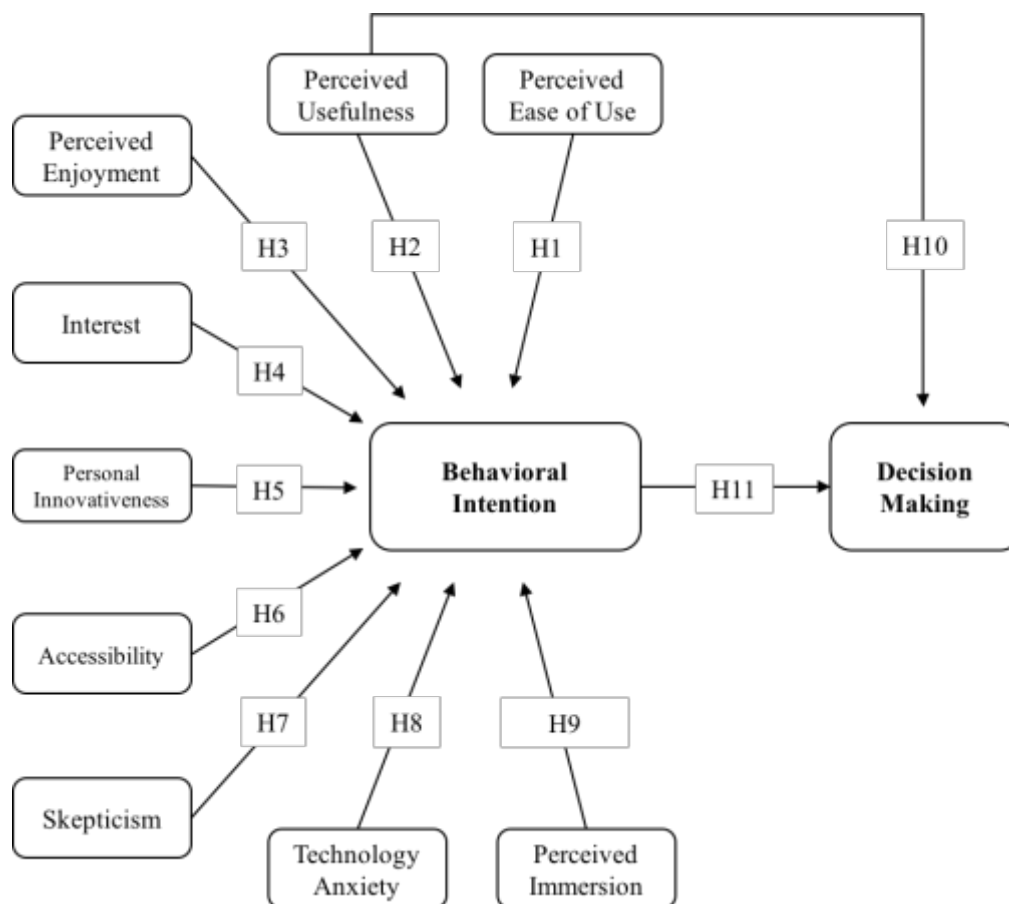 Perceived
Usefulness
Perceived
Ease of Use
Perceived
Enjoyment
H3
H2
H1
H10
Interest
H4
Personal
Innovativeness
H5
Behavioral
Intention
H11
Decision
Making
Accessibility
H6
H7
H8
H9
Skepticism
Technology
Anxiety
Perceived
Immersion